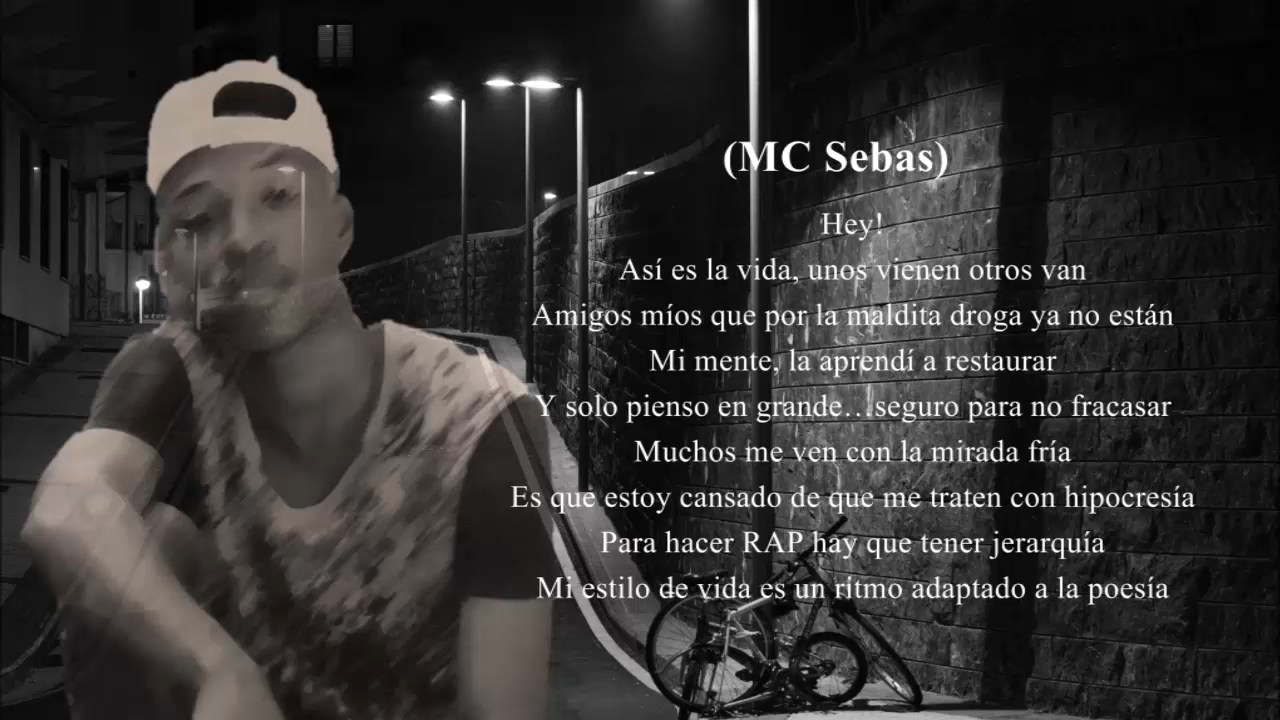 (MC Sebas)
Hey!
Así es la vida, unos vienen otros van
Amigos míos que por la maldita droga ya no están
Mi mente, la aprendí a restaurar
Y solo pienso en grande…seguro para no fracasar
Muchos me ven con la mirada fría
Es que estoy cansado de que me traten con hipocresía
Para hacer RAP hay que tener jerarquía
Mi estilo de vida es un ritmo adaptado a la poesía